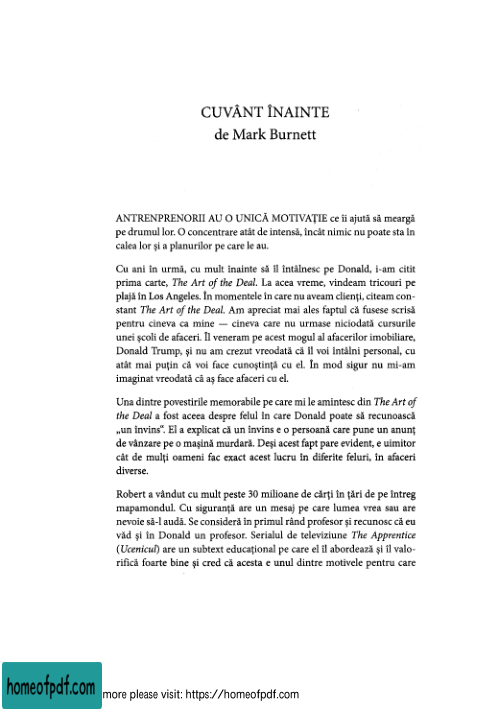 CUVÂNT ÎNAINTE
de Mark Burnett
ANTRENPRENORII AU O UNICĂ MOTIVAȚIE ce îi ajută să meargă
pe drumul lor. O concentrare atât de intensă, încât nimic nu poate sta în
calea lor și a planurilor pe care le au.
Cu ani în urmă, cu mult înainte să îl întâlnesc pe Donald, i-am citit
prima carte, The Art of the Deal. La acea vreme, vindeam tricouri pe
plajă în Los Angeles. În momentele în care nu aveam clienți, citeam con-
stant The Art of the Deal. Am apreciat mai ales faptul că fusese scrisă
pentru cineva ca mine — cineva care nu urmase niciodată cursurile
unei școli de afaceri. Îl veneram pe acest mogul al afacerilor imobiliare,
Donald Trump, și nu am crezut vreodată că îl voi întâlni personal, cu
atât mai puțin că voi face cunoștință cu el. În mod sigur nu mi-am
imaginat vreodată că aș face afaceri cu el.
Una dintre povestirile memorabile pe care mi le amintesc din The Art of
the Deal a fost aceea despre felul în care Donald poate să recunoască
„un învins". El a explicat că un învins e o persoană care pune un anunț
de vânzare pe o mașină murdară. Deși acest fapt pare evident, e uimitor
cât de mulți oameni fac exact acest lucru în diferite feluri, în afaceri
diverse.
Robert a vândut cu mult peste 30 milioane de cărți în țări de pe întreg
mapamondul. Cu siguranță are un mesaj pe care lumea vrea sau are
nevoie să-l audă. Se consideră în primul rând profesor și recunosc că eu
văd și în Donald un profesor. Serialul de televiziune The Apprentice
(Ucenicul) are un subtext educațional pe care el îl abordează și îl valo-
rifică foarte bine și cred că acesta e unul dintre motivele pentru care
homeofpdf.com
more please visit: https://homeofpdf.com